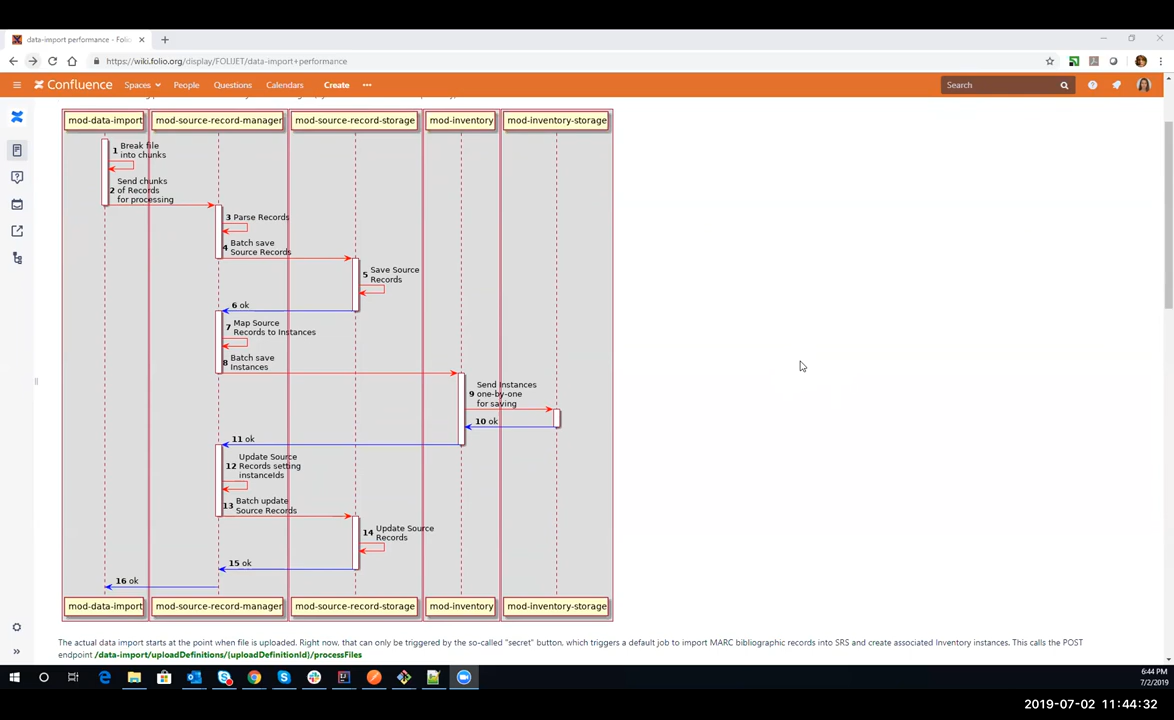 data-import performance - Folio
https://wiki.folio.org/display/FOLIJET/data-import+performance
Confluence Spaces People Questions Calendars Create ••• Search
mod-data-import mod-source-record-manager mod-source-record-storage mod-inventory mod-inventory-storage
1 Break file
into chunks
2 Send chunks
of Records
for processing
3 Parse Records
4 Batch save
Source Records
5 Save Source
Records
6 ok
7 Map Source
Records to Instances
8 Batch save
Instances
9 Send Instances
one-by-one
for saving
10 ok
11 ok
12 Update Source
Records setting
instanceIds
13 Batch update
Source Records
14 Update Source
Records
15 ok
16 ok
mod-data-import mod-source-record-manager mod-source-record-storage mod-inventory mod-inventory-storage
The actual data import starts at the point when file is uploaded. Right now, that can only be triggered by the so-called "secret" button, which triggers a default job to import MARC bibliographic records into SRS and create associated Inventory instances. This calls the POST
endpoint /data-import/uploadDefinitions/{uploadDefinitionId}/processFiles
6:44 PM
7/2/2019
2019-07-02 11:44:32